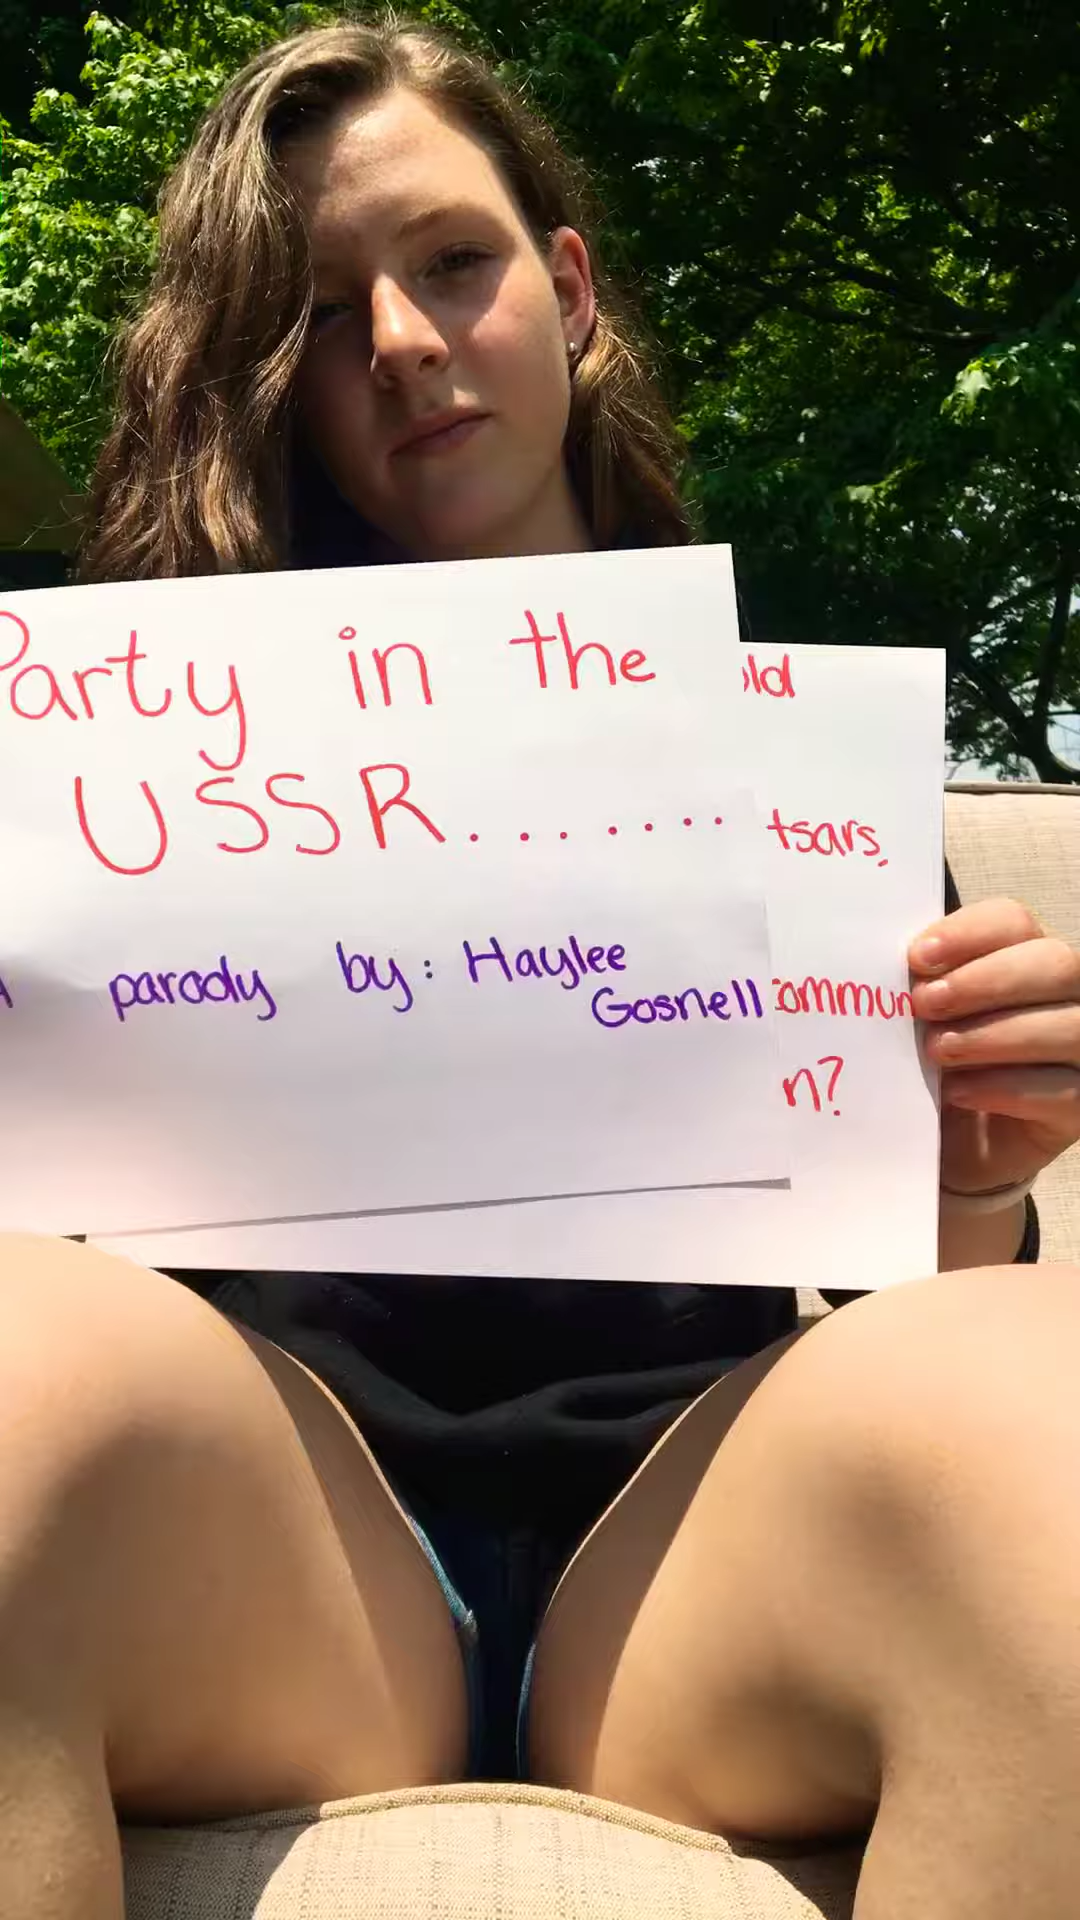 Party in the
USSR........
A parody by: Haylee
Gosnell
tsars,
n?